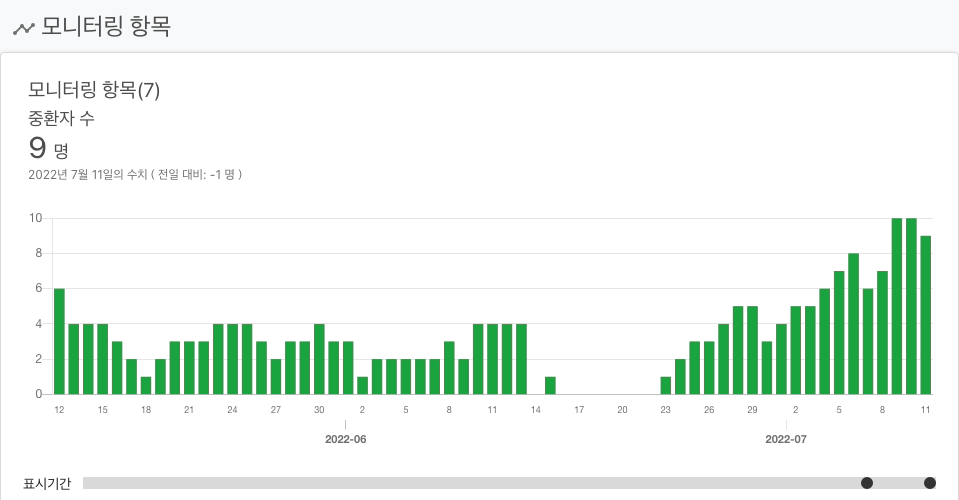 모니터링 항목
모니터링 항목(7)
중환자 수
9 명
2022년 7월 11일의 수치 ( 전일 대비: -1 명 )
10
8
6
4
2
0
12 15 18 21 24 27 30 2 5 8 11 14 17 20 23 26 29 2 5 8 11
2022-06 2022-07
표시기간